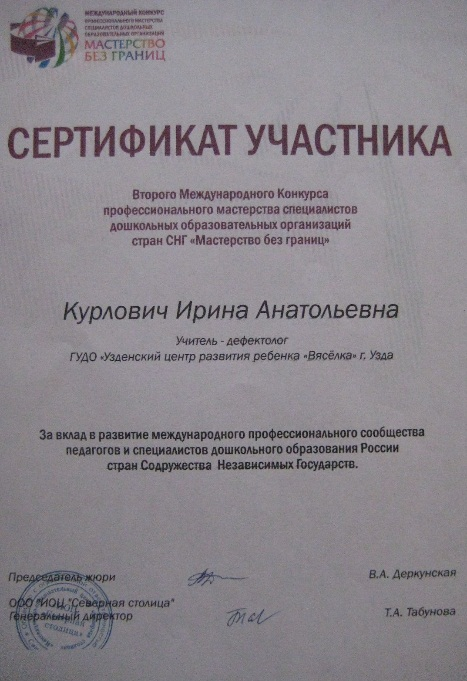 МЕЖДУНАРОДНЫЙ КОНКУРС
ПРОФЕССИОНАЛЬНОГО МАСТЕРСТВА
СПЕЦИАЛИСТОВ ДОШКОЛЬНЫХ
ОБРАЗОВАТЕЛЬНЫХ ОРГАНИЗАЦИЙ
МАСТЕРСТВО
БЕЗ ГРАНИЦ
СЕРТИФИКАТ УЧАСТНИКА
Второго Международного Конкурса
профессионального мастерства специалистов
дошкольных образовательных организаций
стран СНГ «Мастерство без границ»
Курлович Ирина Анатольевна
Учитель - дефектолог
ГУДО «Узденский центр развития ребенка «Вясёлка» г, Узда
За вклад в развитие международного профессионального сообщества
педагогов и специалистов дошкольного образования России
стран Содружества Независимых Государств.
Председатель жюри
В.А. Деркунская
ООО "ИОЦ "Северная столица"
Генеральный директор
Т.А. Табунова
столица»